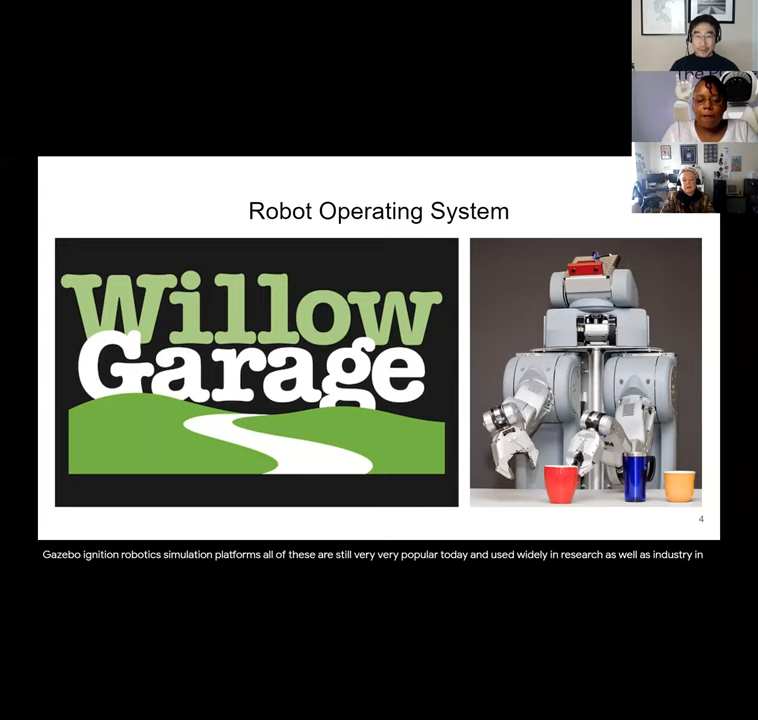 The
Robot Operating System
Willow
Garage
4
Gazebo ignition robotics simulation platforms all of these are still very very popular today and used widely in research as well as industry in